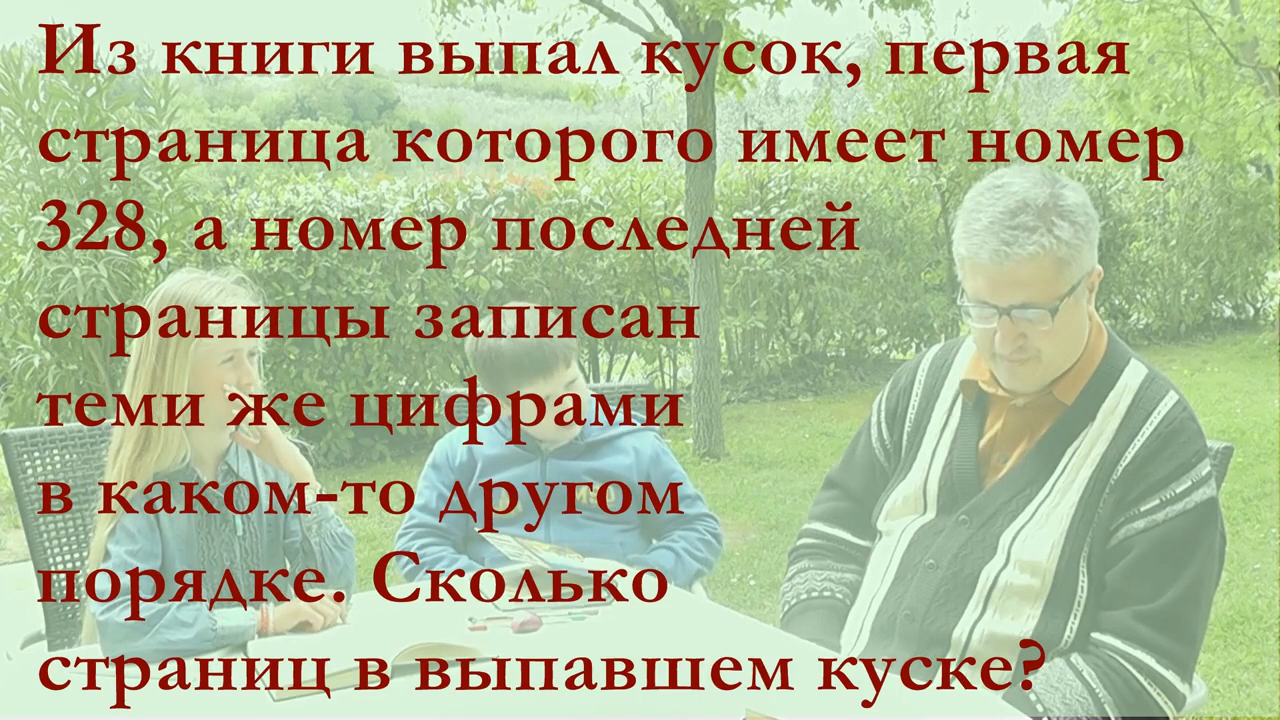 Из книги выпал кусок, первая
страница которого имеет номер
328, а номер последней
страницы записан
теми же цифрами
в каком-то другом
порядке. Сколько
страниц в выпавшем куске?